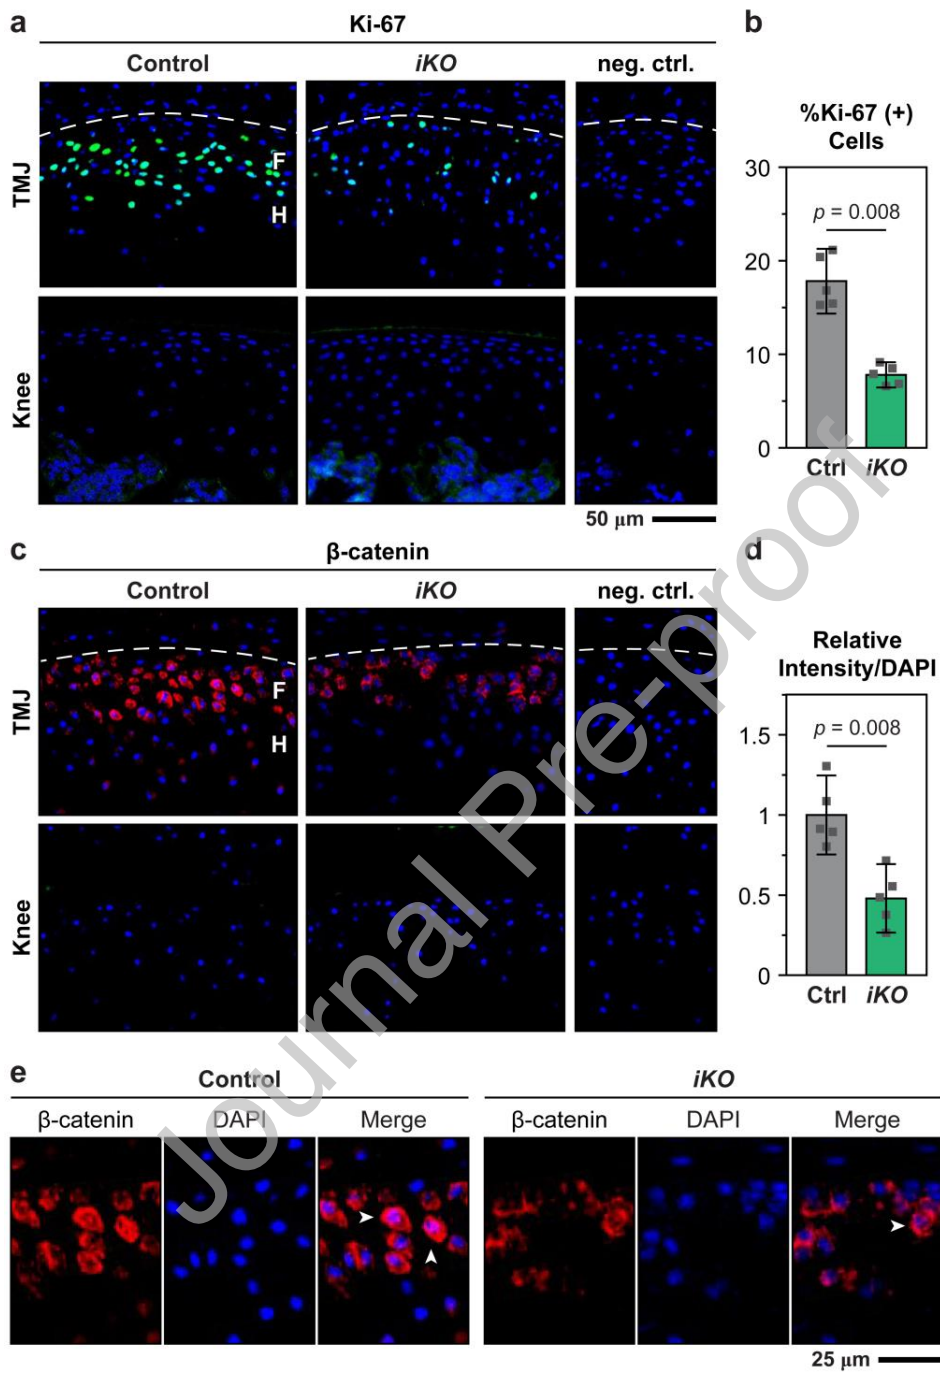 a
Ki-67
Control iKO neg. ctrl.
TMJ
F
H
Knee
50 μm
b
%Ki-67 (+)
Cells
30
p = 0.008
20
10
0
Ctrl iKO
c
β-catenin
Control iKO neg. ctrl.
TMJ
F
H
Knee
d
Relative
Intensity/DAPI
1.5
p = 0.008
1
0.5
0
Ctrl iKO
e
Control iKO
β-catenin DAPI Merge β-catenin DAPI Merge
25 μm
Journal Pre-proof